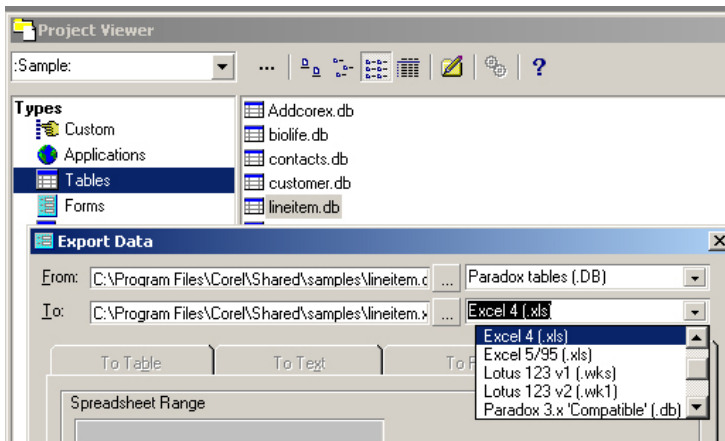 Project Viewer
:Sample:
?
Types
Custom
Applications
Tables
Forms
Addcorex.db
biolife.db
contacts.db
customer.db
lineitem.db
Export Data
From: C:\Program Files\Corel\Shared\samples\lineitem.d ... Paradox tables (.DB)
To: C:\Program Files\Corel\Shared\samples\lineitem.x ... Excel 4 (.xls)
Excel 4 (.xls)
Excel 5/95 (.xls)
Lotus 123 v1 (.wks)
Lotus 123 v2 (.wk1)
Paradox 3.x 'Compatible' (.db)
To Table
To Text
To
Spreadsheet Range